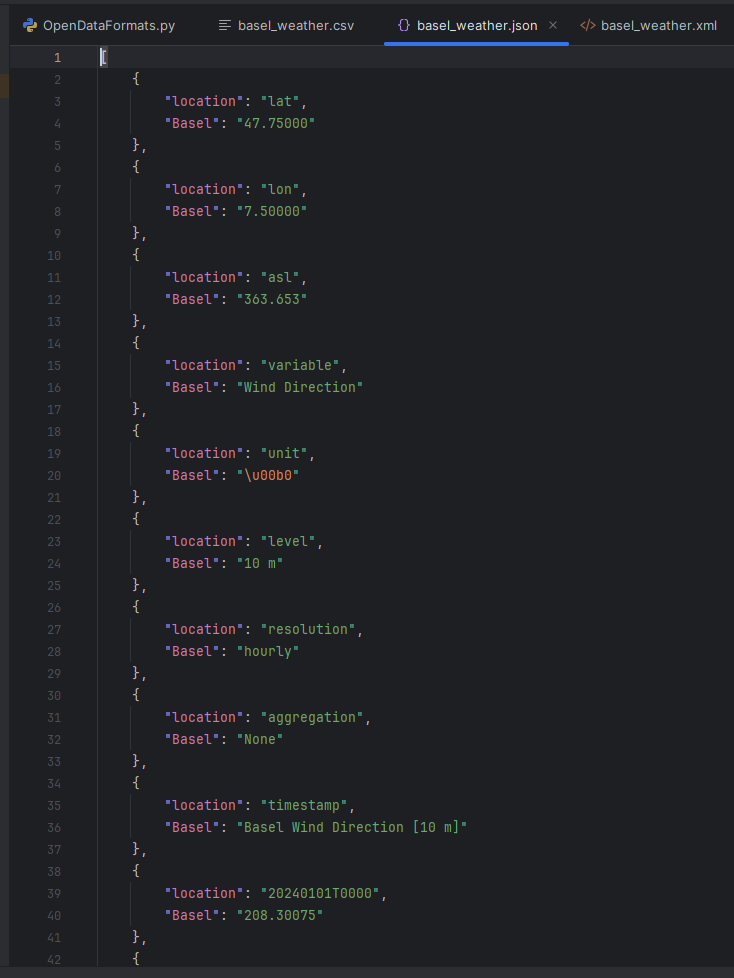 OpenDataFormats.py basel_weather.csv basel_weather.json basel_weather.xml
1 [
2 {
3 "location": "lat",
4 "Basel": "47.75000"
5 },
6 {
7 "location": "lon",
8 "Basel": "7.50000"
9 },
10 {
11 "location": "asl",
12 "Basel": "363.653"
13 },
14 {
15 "location": "variable",
16 "Basel": "Wind Direction"
17 },
18 {
19 "location": "unit",
20 "Basel": "\u00b0"
21 },
22 {
23 "location": "level",
24 "Basel": "10 m"
25 },
26 {
27 "location": "resolution",
28 "Basel": "hourly"
29 },
30 {
31 "location": "aggregation",
32 "Basel": "None"
33 },
34 {
35 "location": "timestamp",
36 "Basel": "Basel Wind Direction [10 m]"
37 },
38 {
39 "location": "20240101T0000",
40 "Basel": "208.30075"
41 },
42 {